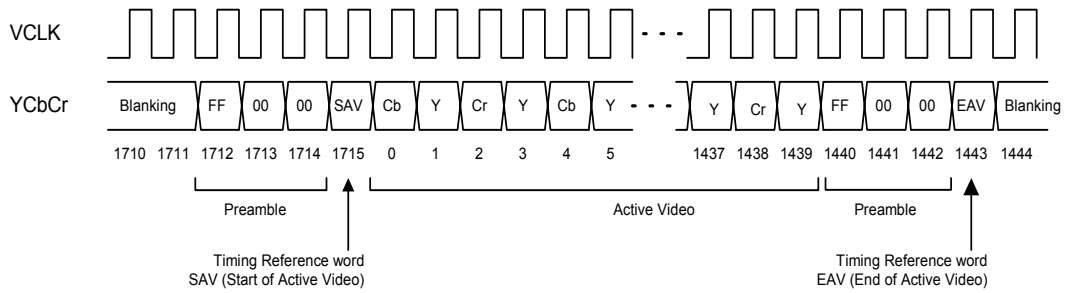 VCLK
YCbCr
Blanking FF 00 00 SAV Cb Y Cr Y Cb Y Y Cr Y FF 00 00 EAV Blanking
1710 1711 1712 1713 1714 1715 0 1 2 3 4 5 1437 1438 1439 1440 1441 1442 1443 1444
Preamble Active Video Preamble
Timing Reference word
SAV (Start of Active Video)
Timing Reference word
EAV (End of Active Video)